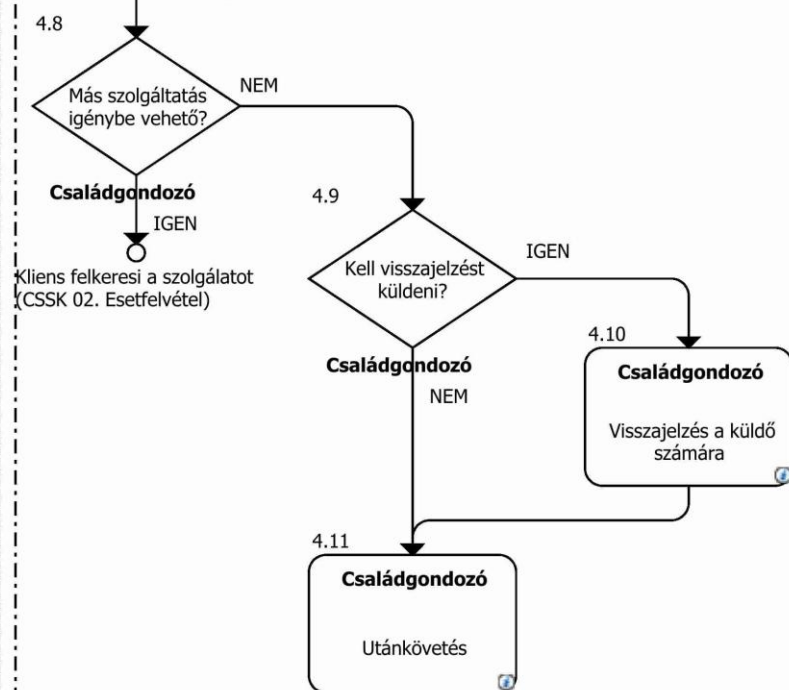 4.8
Más szolgáltatás
igénybe vehető?
NEM
Családgondozó
IGEN
Kliens felkeresi a szolgálatot
(CSSK 02. Esetfelvétel)
4.9
Kell visszajelzést
küldeni?
IGEN
Családgondozó
NEM
4.10
Családgondozó
Visszajelzés a küldő
számára
4.11
Családgondozó
Utánkövetés